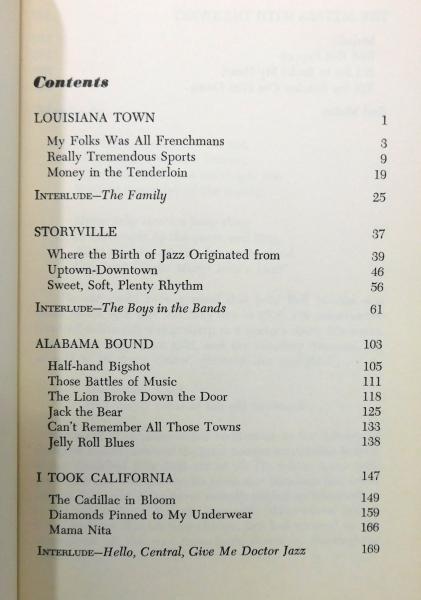 Contents
LOUISIANA TOWN 1
My Folks Was All Frenchmans 3
Really Tremendous Sports 9
Money in the Tenderloin 19
INTERLUDE—The Family 25
STORYVILLE 37
Where the Birth of Jazz Originated from 39
Uptown-Downtown 46
Sweet, Soft, Plenty Rhythm 56
INTERLUDE—The Boys in the Bands 61
ALABAMA BOUND 103
Half-hand Bigshot 105
Those Battles of Music 111
The Lion Broke Down the Door 118
Jack the Bear 125
Can't Remember All Those Towns 133
Jelly Roll Blues 138
I TOOK CALIFORNIA 147
The Cadillac in Bloom 149
Diamonds Pinned to My Underwear 159
Mama Nita 166
INTERLUDE—Hello, Central, Give Me Doctor Jazz 169